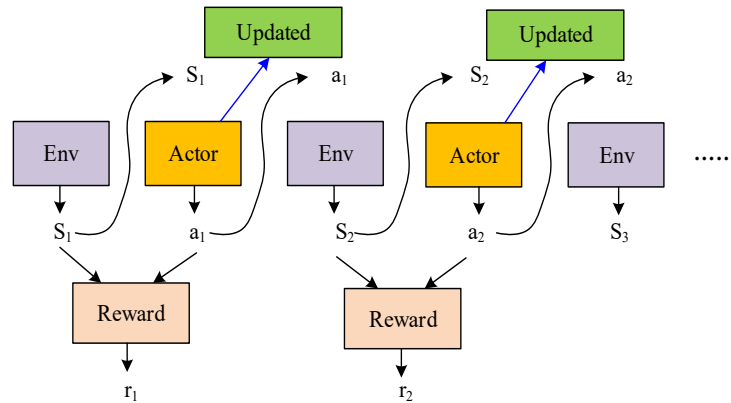 Updated
Updated
S₁
a₁
S₂
a₂
Env
Actor
Env
Actor
Env
.....
S₁
a₁
S₂
a₂
S₃
Reward
Reward
r₁
r₂